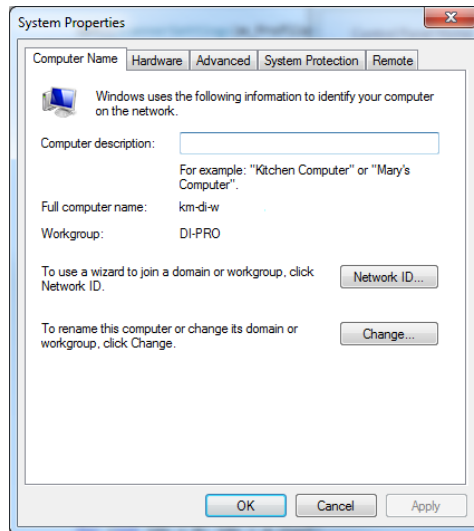 System Properties
Computer Name Hardware Advanced System Protection Remote
Windows uses the following information to identify your computer
on the network.
Computer description:
For example: "Kitchen Computer" or "Mary's
Computer".
Full computer name: km-di-w
Workgroup: DI-PRO
To use a wizard to join a domain or workgroup, click
Network ID.
Network ID...
To rename this computer or change its domain or
workgroup, click Change.
Change...
OK Cancel Apply